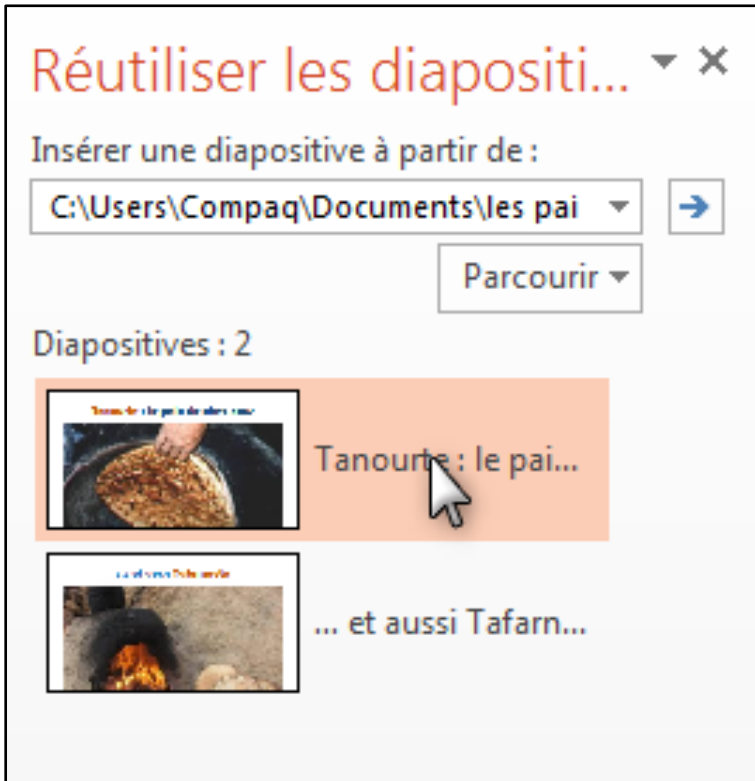 Réutiliser les diapositi...
Insérer une diapositive à partir de :
C:\Users\Compaq\Documents\les pai
Parcourir
Diapositives : 2
Tanourte : le pai...
... et aussi Tafarn...